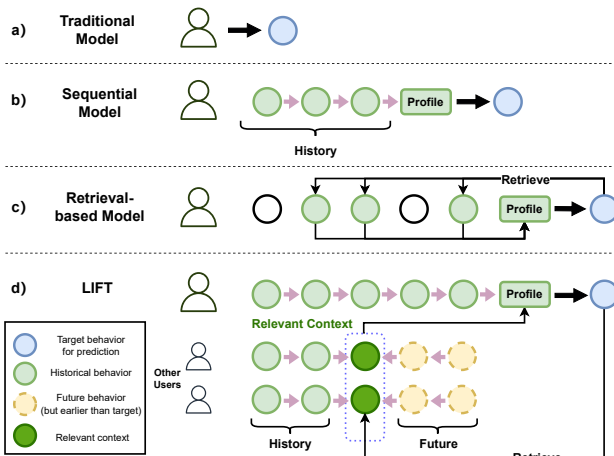 a) Traditional
Model
b) Sequential
Model
Profile
History
c) Retrieval-
based Model
Retrieve
Profile
d) LIFT
Profile
Relevant Context
Other
Users
Target behavior
for prediction
Historical behavior
Future behavior
(but earlier than target)
Relevant context
History
Future
Retrieve